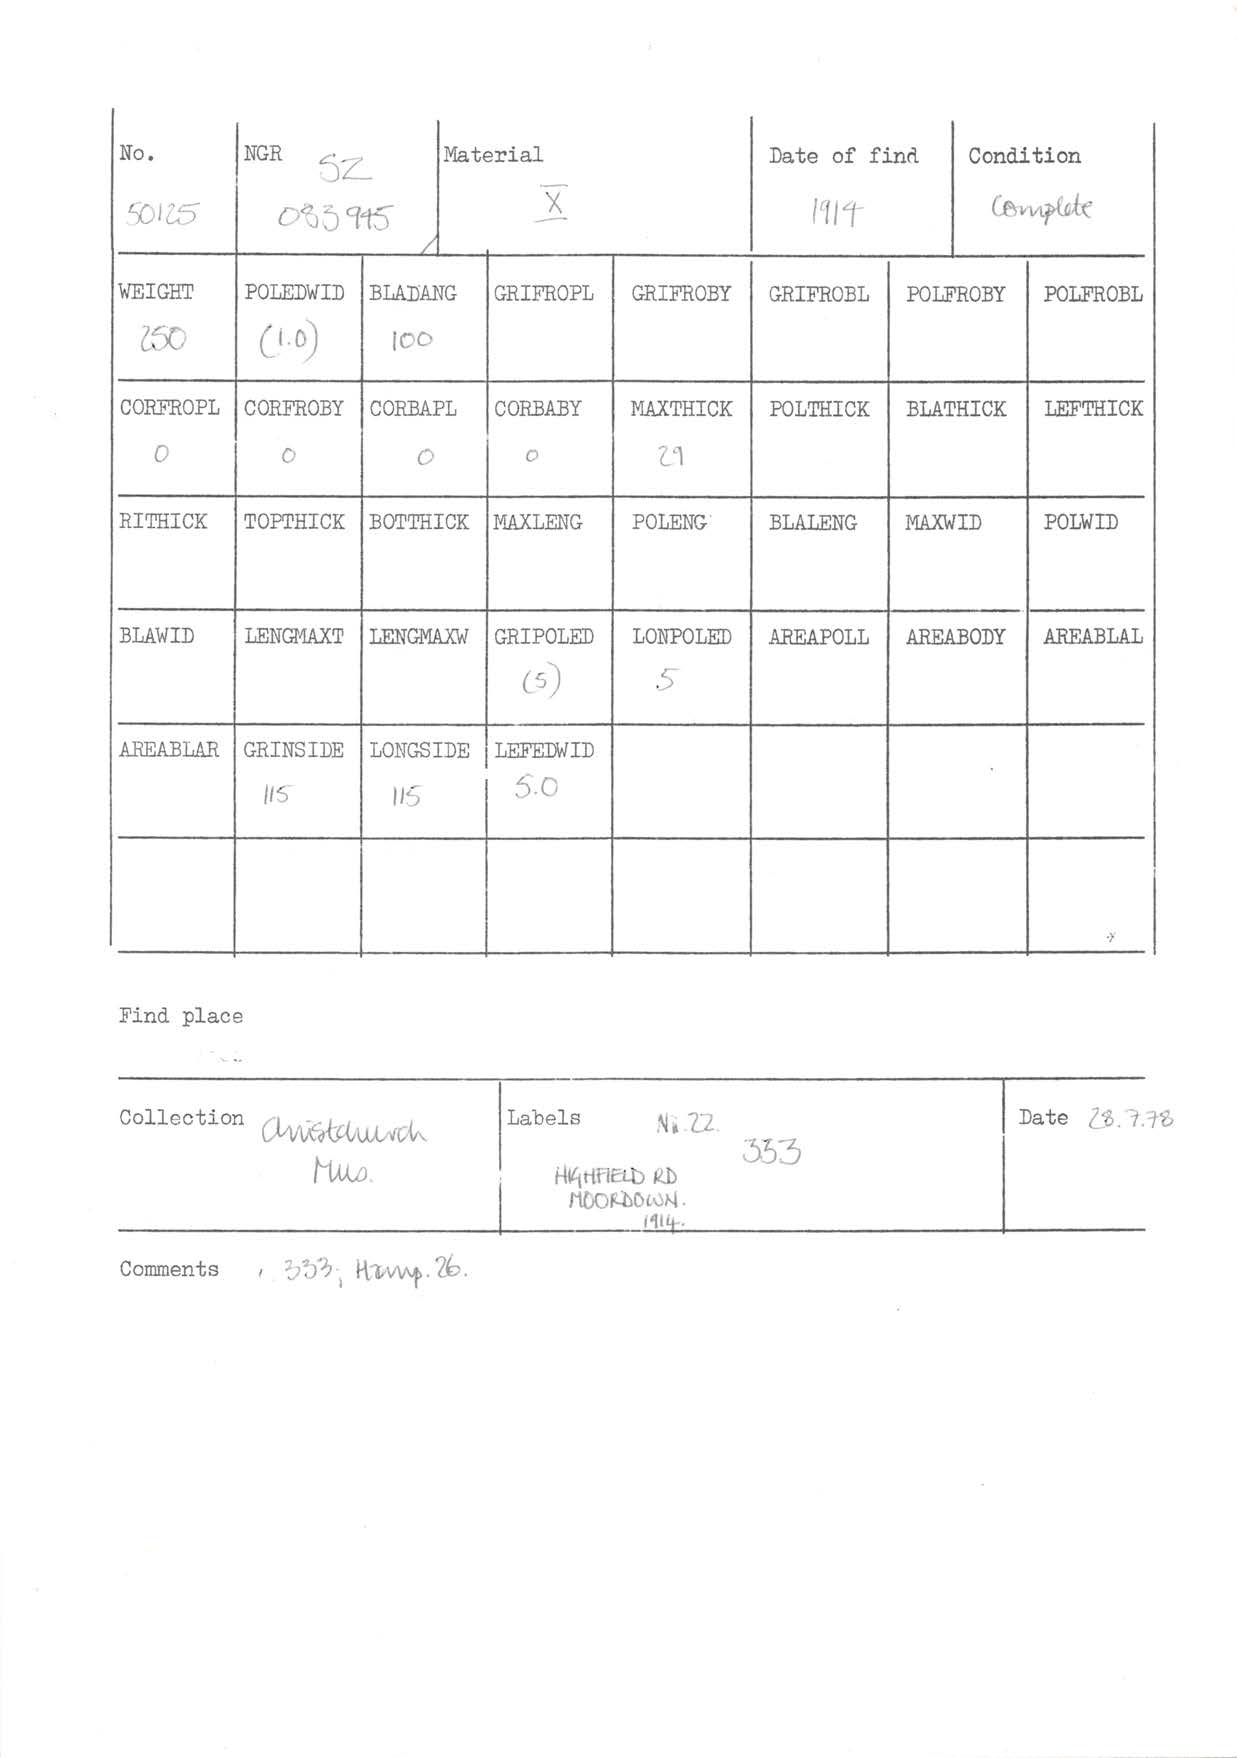 No. NGR SZ Material Date of find Condition
50125 083945 X 1914 Complete
WEIGHT POLEDWID BLADANG GRIFROPL GRIFROBY GRIFROBL POLFROBY POLFROBL
250 (1.0) 100
CORFROPL CORFROBY CORBAPL CORBABY MAXTHICK POLTHICK BLATHICK LEFTHICK
0 0 0 0 29
RITHICK TOPTHICK BOTTHICK MAXLENG POLENG BLALENG MAXWID POLWID
BLAWID LENGMAXT LENGMAXW GRIPOLED LONPOLED AREAPOLL AREABODY AREABLAL
(5) 5
AREABLAR GRINSIDE LONGSIDE LEFEDWID
115 115 5.0
Find place
Collection Christchurch Labels 22. Date 28.7.78
Mus. 333
HIGHFIELD RD
MOORDOWN.
1914.
Comments 333; Hamp. 26.